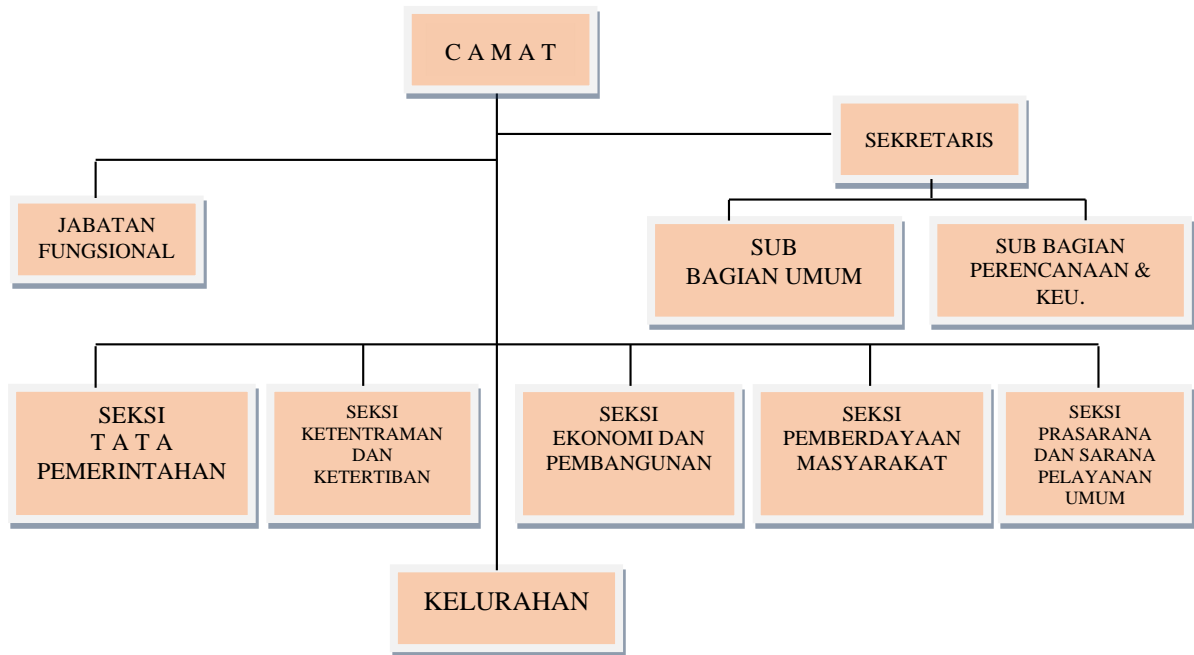 C A M A T
SEKRETARIS
JABATAN
FUNGSIONAL
SUB
BAGIAN UMUM
SUB BAGIAN
PERENCANAAN &
KEU.
SEKSI
T A T A
PEMERINTAHAN
SEKSI
KETENTRAMAN
DAN
KETERTIBAN
SEKSI
EKONOMI DAN
PEMBANGUNAN
SEKSI
PEMBERDAYAAN
MASYARAKAT
SEKSI
PRASARANA
DAN SARANA
PELAYANAN
UMUM
KELURAHAN